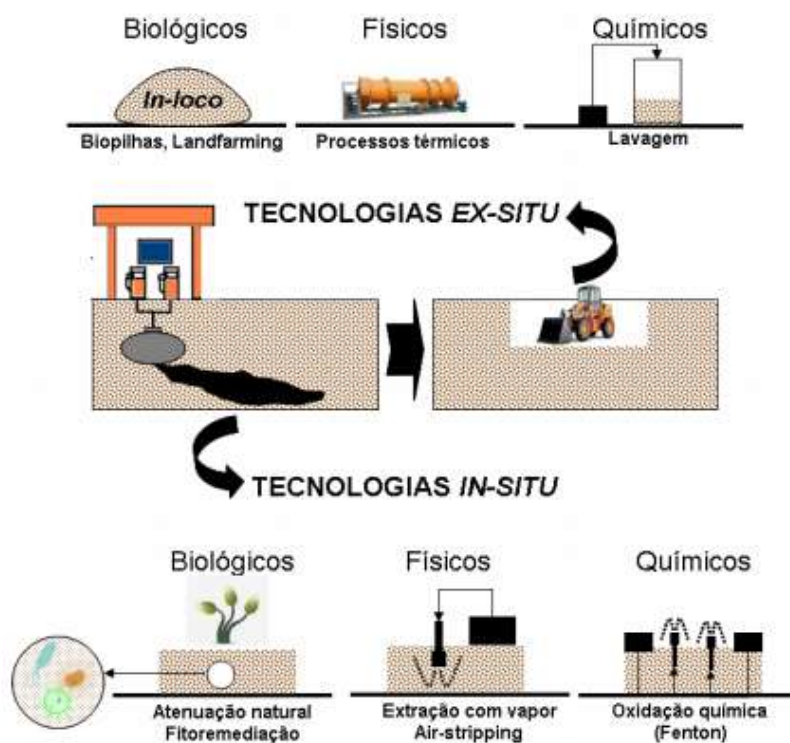 Biológicos
Físicos
Químicos
In-loco
Biopilhas, Landfarming
Processos térmicos
Lavagem
TECNOLOGIAS EX-SITU
TECNOLOGIAS IN-SITU
Biológicos
Físicos
Químicos
Atenuação natural
Fitoremediação
Extração com vapor
Air-stripping
Oxidação química
(Fenton)